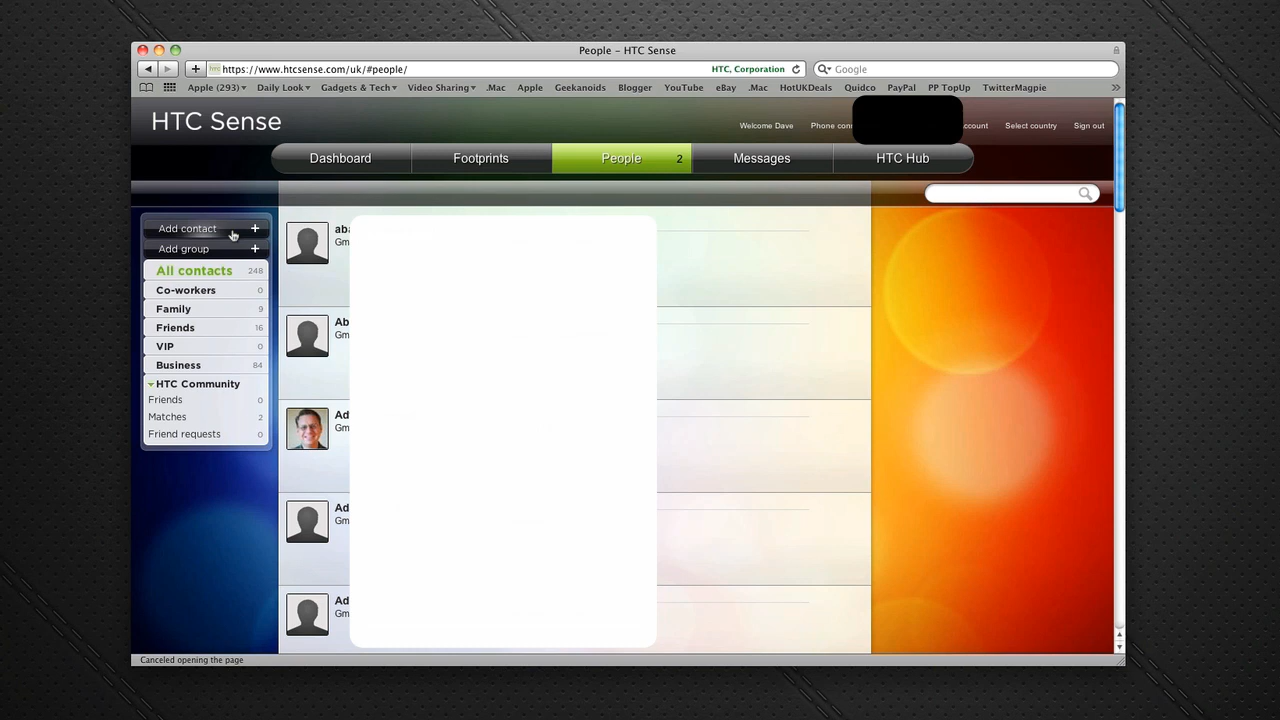 People – HTC Sense
https://www.htcsense.com/uk/#people/ HTC, Corporation Google
Apple (293) Daily Look Gadgets & Tech Video Sharing .Mac Apple Geekanoids Blogger YouTube eBay .Mac HotUKDeals Quidco PayPal PP TopUp TwitterMagpie
HTC Sense
Welcome Dave Phone Select country Sign out
Dashboard Footprints People 2 Messages HTC Hub
Add contact +
Add group +
All contacts 248
Co-workers 0
Family 9
Friends 16
VIP 0
Business 84
HTC Community
Friends 0
Matches 2
Friend requests 0
Canceled opening the page